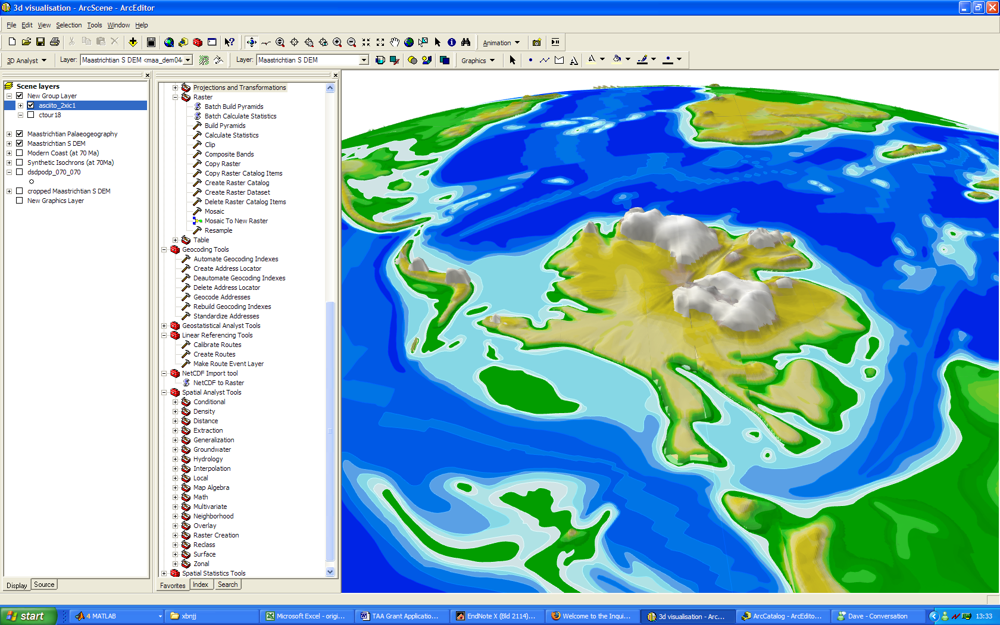 3d visualisation - ArcScene - ArcEditor
File Edit View Selection Tools Window Help
Animation
3D Analyst Layer: Maastrichtian S DEM <maa_dem04 Layer: Maastrichtian S DEM Graphics
Scene layers
New Group Layer
asciito_2xic1
ctour18
Maastrichtian Palaeogeography
Maastrichtian S DEM
Modern Coast (at 70 Ma)
Synthetic Isochrons (at 70Ma)
dsdpodp_070_070
cropped Maastrichtian S DEM
New Graphics Layer
Display Source
Projections and Transformations
Raster
Batch Build Pyramids
Batch Calculate Statistics
Build Pyramids
Calculate Statistics
Clip
Composite Bands
Copy Raster
Copy Raster Catalog Items
Create Raster Catalog
Create Raster Dataset
Delete Raster Catalog Items
Mosaic
Mosaic To New Raster
Resample
Table
Geocoding Tools
Automate Geocoding Indexes
Create Address Locator
Deautomate Geocoding Indexes
Delete Address Locator
Geocode Addresses
Rebuild Geocoding Indexes
Standardize Addresses
Geostatistical Analyst Tools
Linear Referencing Tools
Calibrate Routes
Create Routes
Make Route Event Layer
NetCDF Import tool
NetCDF to Raster
Spatial Analyst Tools
Conditional
Density
Distance
Extraction
Generalization
Groundwater
Hydrology
Interpolation
Local
Map Algebra
Math
Multivariate
Neighborhood
Overlay
Raster Creation
Reclass
Surface
Zonal
Spatial Statistics Tools
Favorites Index Search
start 4 MATLAB xbnjj Microsoft Excel - origi... TAA Grant Applicatio... EndNote X (Bld 2114)... Welcome to the Inqui... 3d visualisation - Arc... ArcCatalog - ArcEdito... Dave - Conversation 13:33